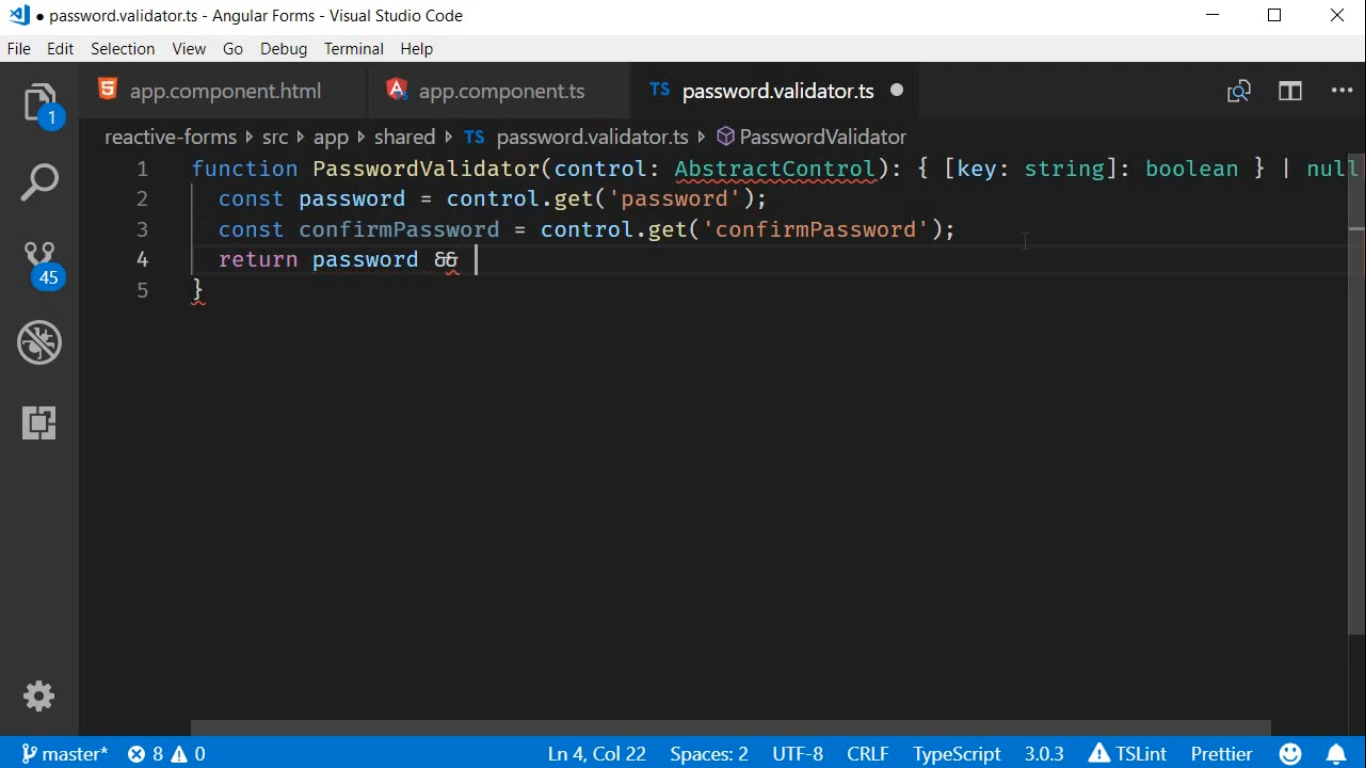 ● password.validator.ts - Angular Forms - Visual Studio Code
File Edit Selection View Go Debug Terminal Help
app.component.html app.component.ts TS password.validator.ts
reactive-forms src app shared TS password.validator.ts PasswordValidator
1 function PasswordValidator(control: AbstractControl): { [key: string]: boolean } | null
2 const password = control.get('password');
3 const confirmPassword = control.get('confirmPassword');
4 return password &&
5 }
1
45
master* 8 0 Ln 4, Col 22 Spaces: 2 UTF-8 CRLF TypeScript 3.0.3 TSLint Prettier